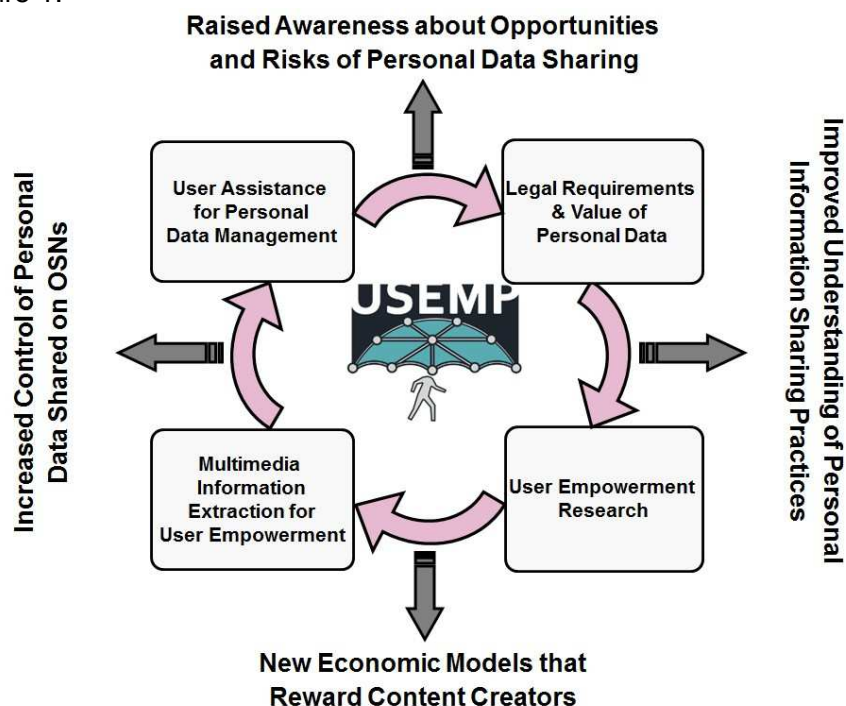 Raised Awareness about Opportunities
and Risks of Personal Data Sharing
User Assistance
for Personal
Data Management
Legal Requirements
& Value of
Personal Data
Increased Control of Personal
Data Shared on OSNs
USEMP
Improved Understanding of Personal
Information Sharing Practices
Multimedia
Information
Extraction for
User Empowerment
User Empowerment
Research
New Economic Models that
Reward Content Creators